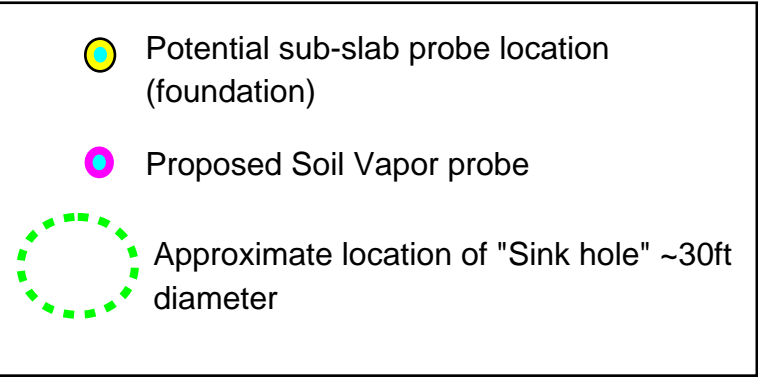 Potential sub-slab probe location
(foundation)
Proposed Soil Vapor probe
Approximate location of "Sink hole" ~30ft
diameter